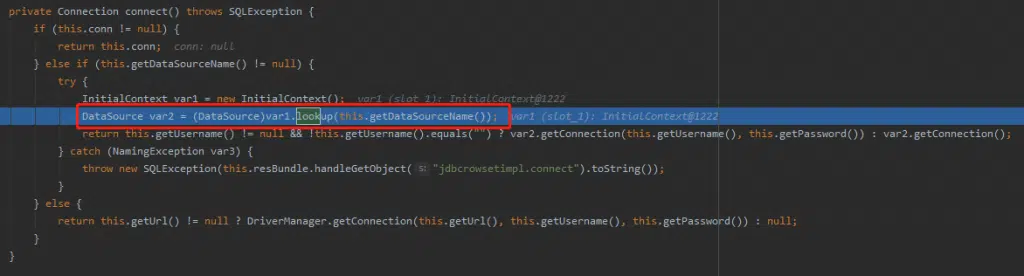 private Connection connect() throws SQLException {
if (this.conn != null) {
return this.conn; conn: null
} else if (this.getDataSourceName() != null) {
try {
InitialContext var1 = new InitialContext(); var1 (slot_1): InitialContext@1222
DataSource var2 = (DataSource)var1.lookup(this.getDataSourceName()); var1 (slot_1): InitialContext@1222
return this.getUsername() != null && !this.getUsername().equals("") ? var2.getConnection(this.getUsername(), this.getPassword()) : var2.getConnection();
} catch (NamingException var3) {
throw new SQLException(this.resBundle.handleGetObject( s: "jdbcrowsetimpl.connect").toString());
}
} else {
return this.getUrl() != null ? DriverManager.getConnection(this.getUrl(), this.getUsername(), this.getPassword()) : null;
}
}